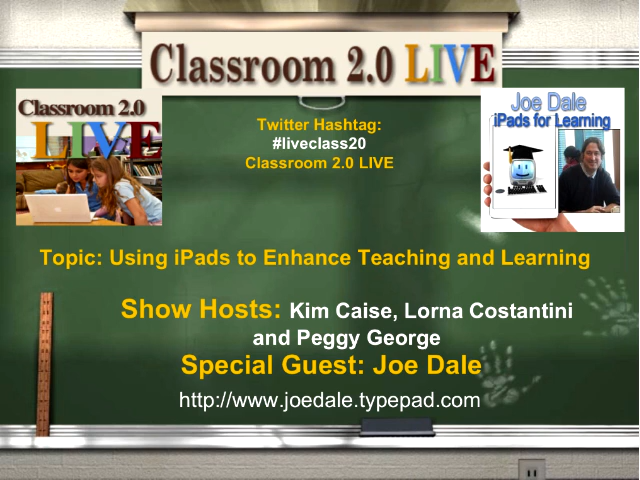 Classroom 2.0 LIVE
Classroom 2.0
LIVE
Twitter Hashtag:
#liveclass20
Classroom 2.0 LIVE
Joe Dale
iPads for Learning
Topic: Using iPads to Enhance Teaching and Learning
Show Hosts: Kim Caise, Lorna Costantini
and Peggy George
Special Guest: Joe Dale
http://www.joedale.typepad.com